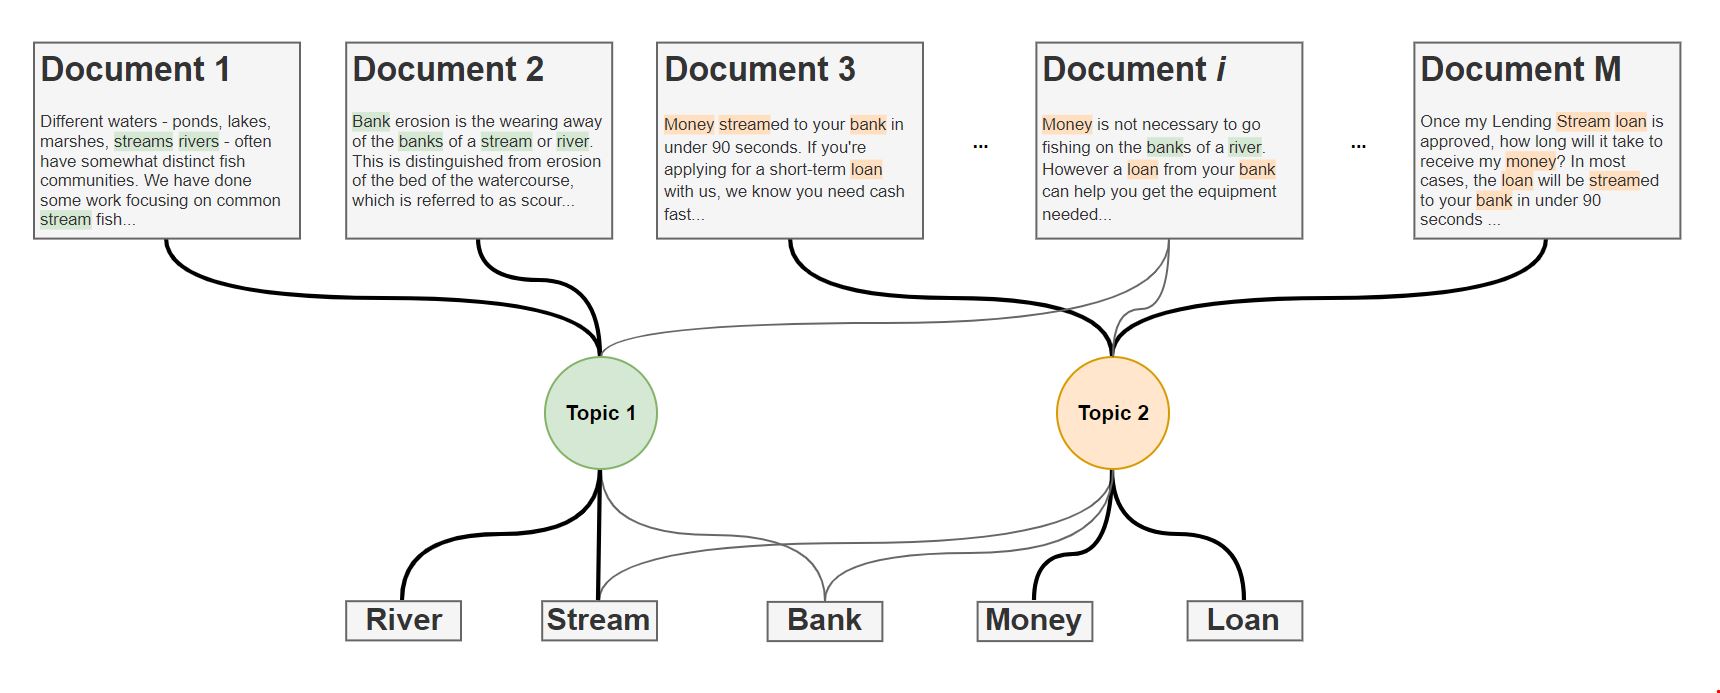 Document 1
Different waters - ponds, lakes,
marshes, streams rivers - often
have somewhat distinct fish
communities. We have done
some work focusing on common
stream fish...
Document 2
Bank erosion is the wearing away
of the banks of a stream or river.
This is distinguished from erosion
of the bed of the watercourse,
which is referred to as scour...
Document 3
Money streamed to your bank in
under 90 seconds. If you're
applying for a short-term loan
with us, we know you need cash
fast...
...
Document i
Money is not necessary to go
fishing on the banks of a river.
However a loan from your bank
can help you get the equipment
needed...
...
Document M
Once my Lending Stream loan is
approved, how long will it take to
receive my money? In most
cases, the loan will be streamed
to your bank in under 90
seconds ...
Topic 1
Topic 2
River
Stream
Bank
Money
Loan